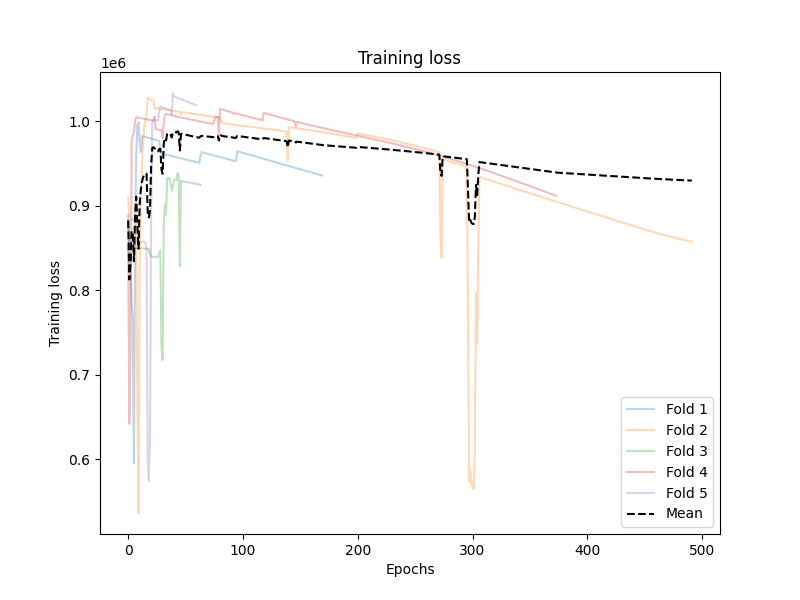 Training loss
1e6
1.0
0.9
0.8
0.7
0.6
Training loss
0
100
200
300
400
500
Epochs
Fold 1
Fold 2
Fold 3
Fold 4
Fold 5
Mean